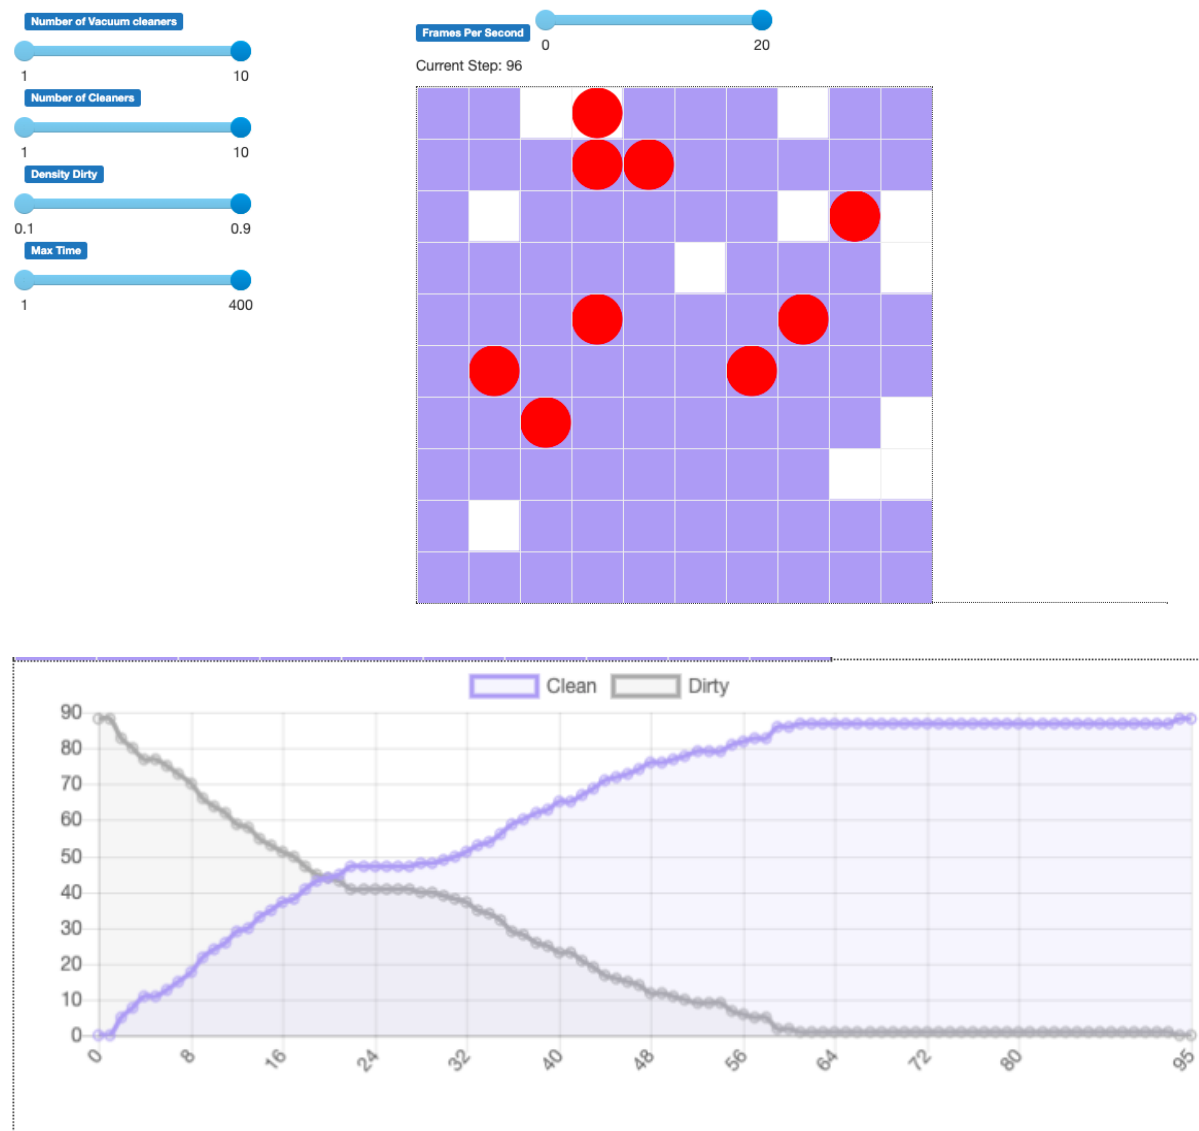 Number of Vacuum cleaners
1 10
Number of Cleaners
1 10
Density Dirty
0.1 0.9
Max Time
1 400
Frames Per Second
0 20
Current Step: 96
Clean Dirty
90
80
70
60
50
40
30
20
10
0
0 8 16 24 32 40 48 56 64 72 80 95